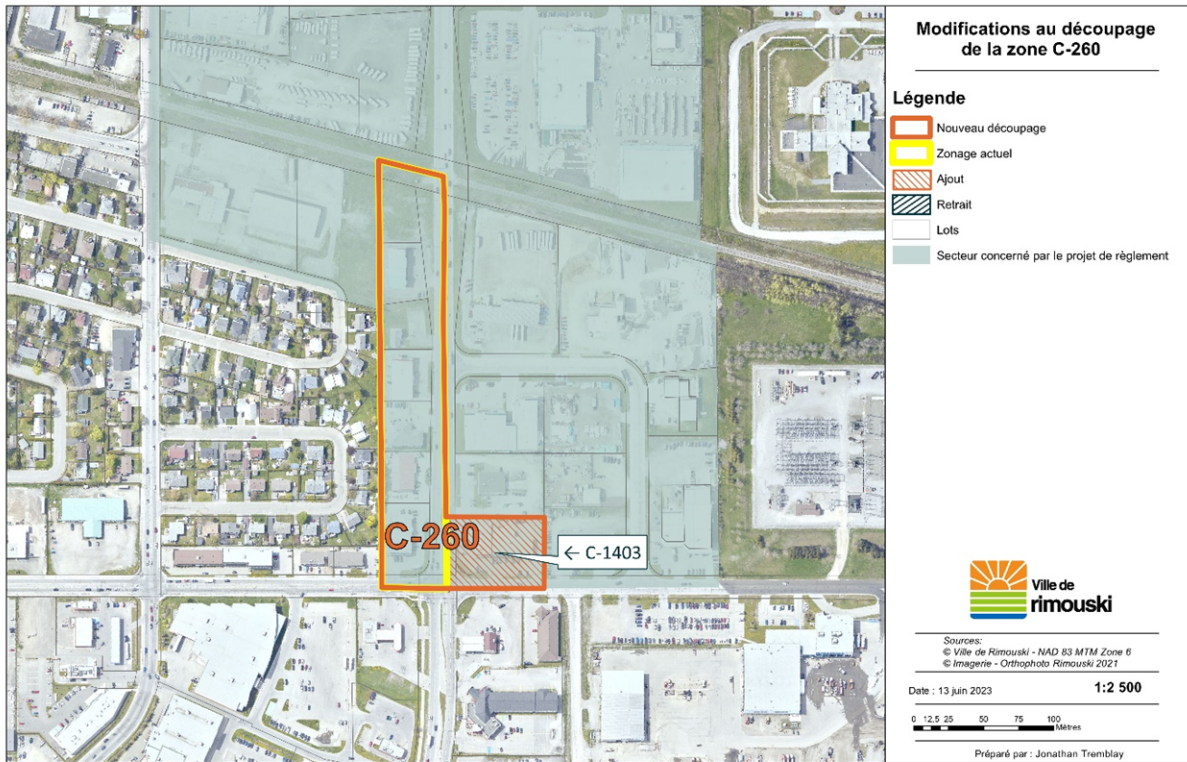 Modifications au découpage
de la zone C-260
Légende
Nouveau découpage
Zonage actuel
Ajout
Retrait
Lots
Secteur concerné par le projet de règlement
C-260
← C-1403
Ville de
rimouski
Sources:
© Ville de Rimouski - NAD 83 MTM Zone 6
© Imagerie - Orthophoto Rimouski 2021
Date : 13 juin 2023
1:2 500
0 12,5 25 50 75 100
Mètres
Préparé par : Jonathan Tremblay